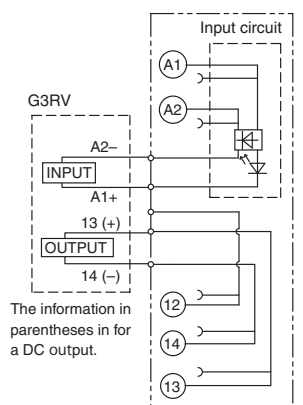 Input circuit
A1
A2
G3RV
A2–
INPUT
A1+
13 (+)
OUTPUT
14 (–)
The information in
parentheses in for
a DC output.
12
14
13